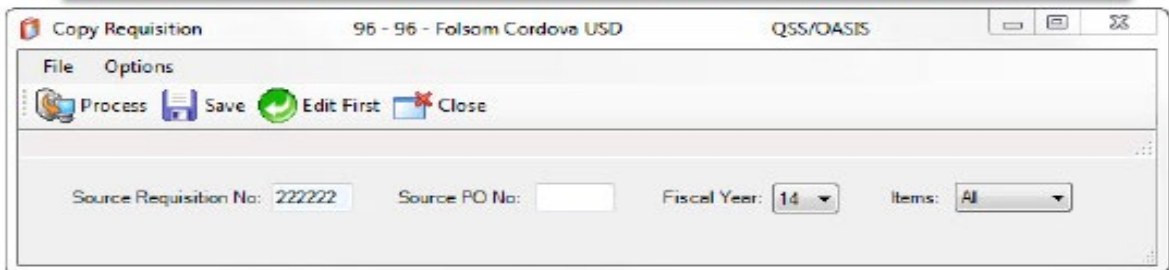 Copy Requisition 96 - 96 - Folsom Cordova USD QSS/OASIS
File Options
Process Save Edit First Close
Source Requisition No: 222222 Source PO No: Fiscal Year: 14 Items: All